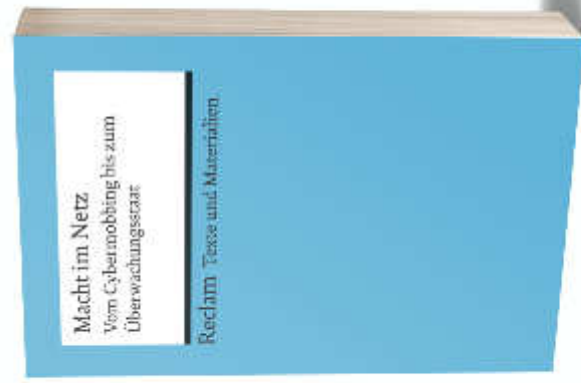 Macht im Netz
Vom Cybermobbing bis zum
Überwachungsstaat
Reclam Texte und Materialien